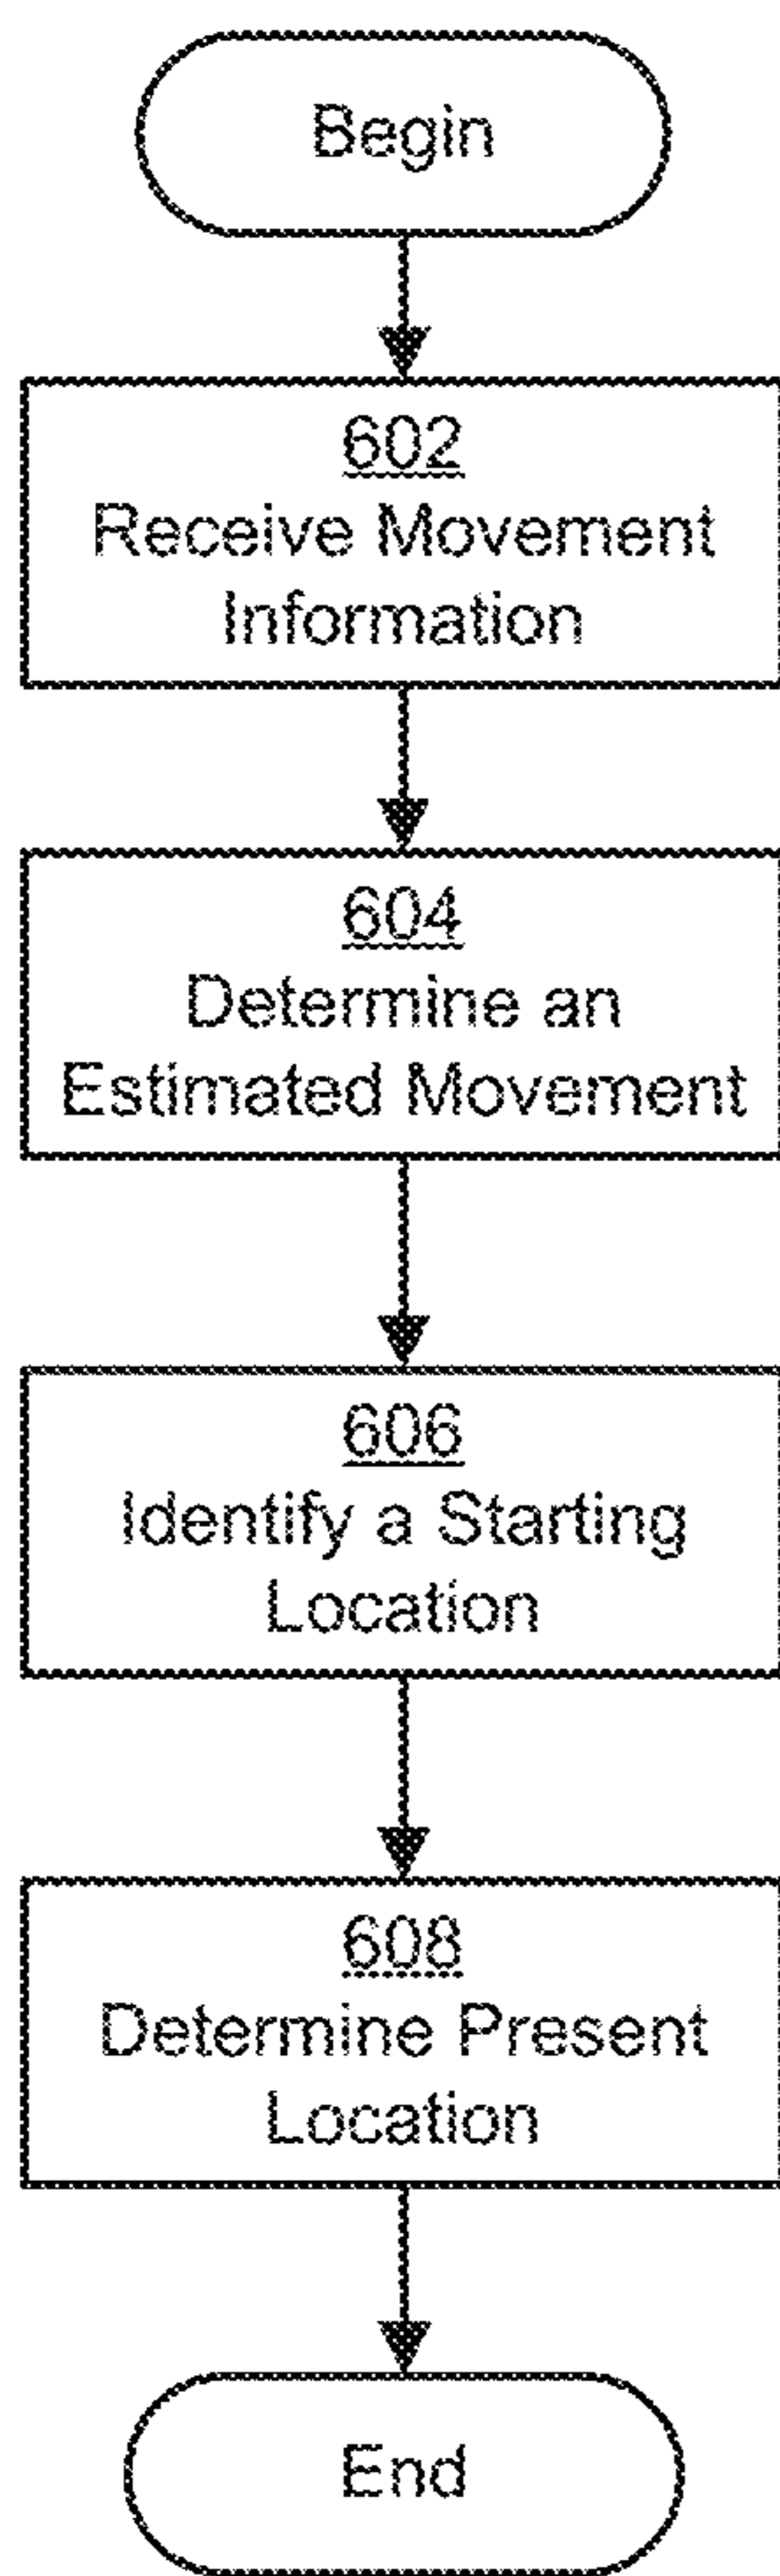 Begin
602
Receive Movement
Information
604
Determine an
Estimated Movement
606
Identify a Starting
Location
608
Determine Present
Location
End